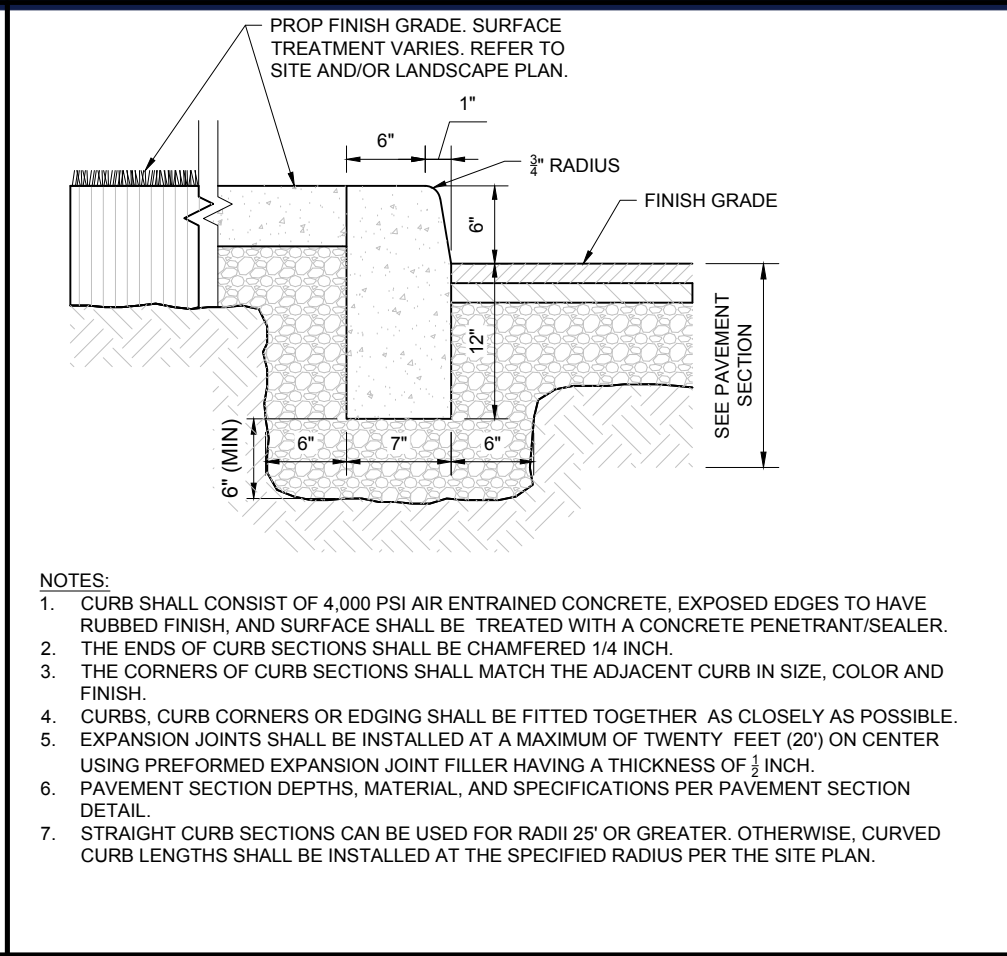 PROP FINISH GRADE. SURFACE
TREATMENT VARIES. REFER TO
SITE AND/OR LANDSCAPE PLAN.
1"
6"
3/4" RADIUS
FINISH GRADE
6"
12"
SEE PAVEMENT
SECTION
6" (MIN)
6"
7"
6"
NOTES:
1. CURB SHALL CONSIST OF 4,000 PSI AIR ENTRAINED CONCRETE, EXPOSED EDGES TO HAVE
RUBBED FINISH, AND SURFACE SHALL BE TREATED WITH A CONCRETE PENETRANT/SEALER.
2. THE ENDS OF CURB SECTIONS SHALL BE CHAMFERED 1/4 INCH.
3. THE CORNERS OF CURB SECTIONS SHALL MATCH THE ADJACENT CURB IN SIZE, COLOR AND
FINISH.
4. CURBS, CURB CORNERS OR EDGING SHALL BE FITTED TOGETHER AS CLOSELY AS POSSIBLE.
5. EXPANSION JOINTS SHALL BE INSTALLED AT A MAXIMUM OF TWENTY FEET (20') ON CENTER
USING PREFORMED EXPANSION JOINT FILLER HAVING A THICKNESS OF 1/2 INCH.
6. PAVEMENT SECTION DEPTHS, MATERIAL, AND SPECIFICATIONS PER PAVEMENT SECTION
DETAIL.
7. STRAIGHT CURB SECTIONS CAN BE USED FOR RADII 25' OR GREATER. OTHERWISE, CURVED
CURB LENGTHS SHALL BE INSTALLED AT THE SPECIFIED RADIUS PER THE SITE PLAN.